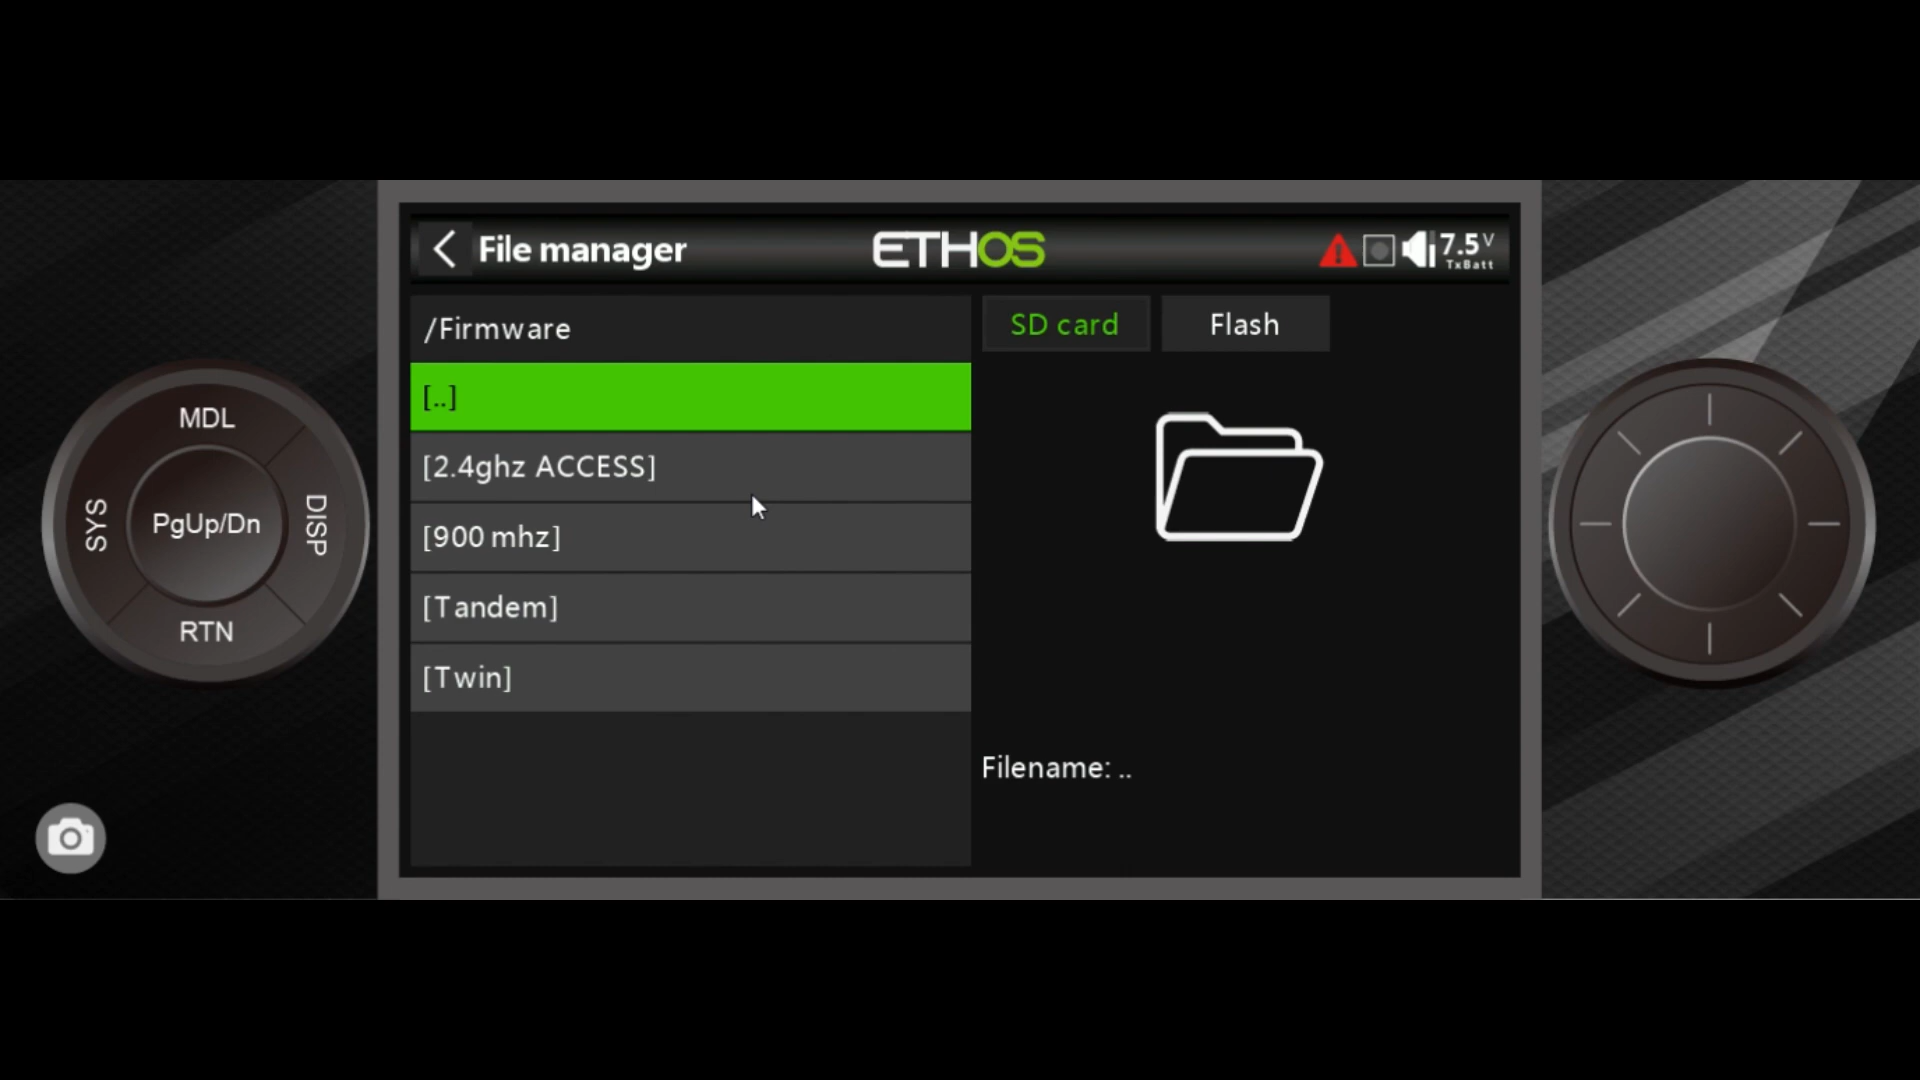 File manager
ETHOS
7.5V
TxBatt
/Firmware
SD card
Flash
[..]
[2.4ghz ACCESS]
[900 mhz]
[Tandem]
[Twin]
Filename: ..
MDL
SYS
PgUp/Dn
DISP
RTN